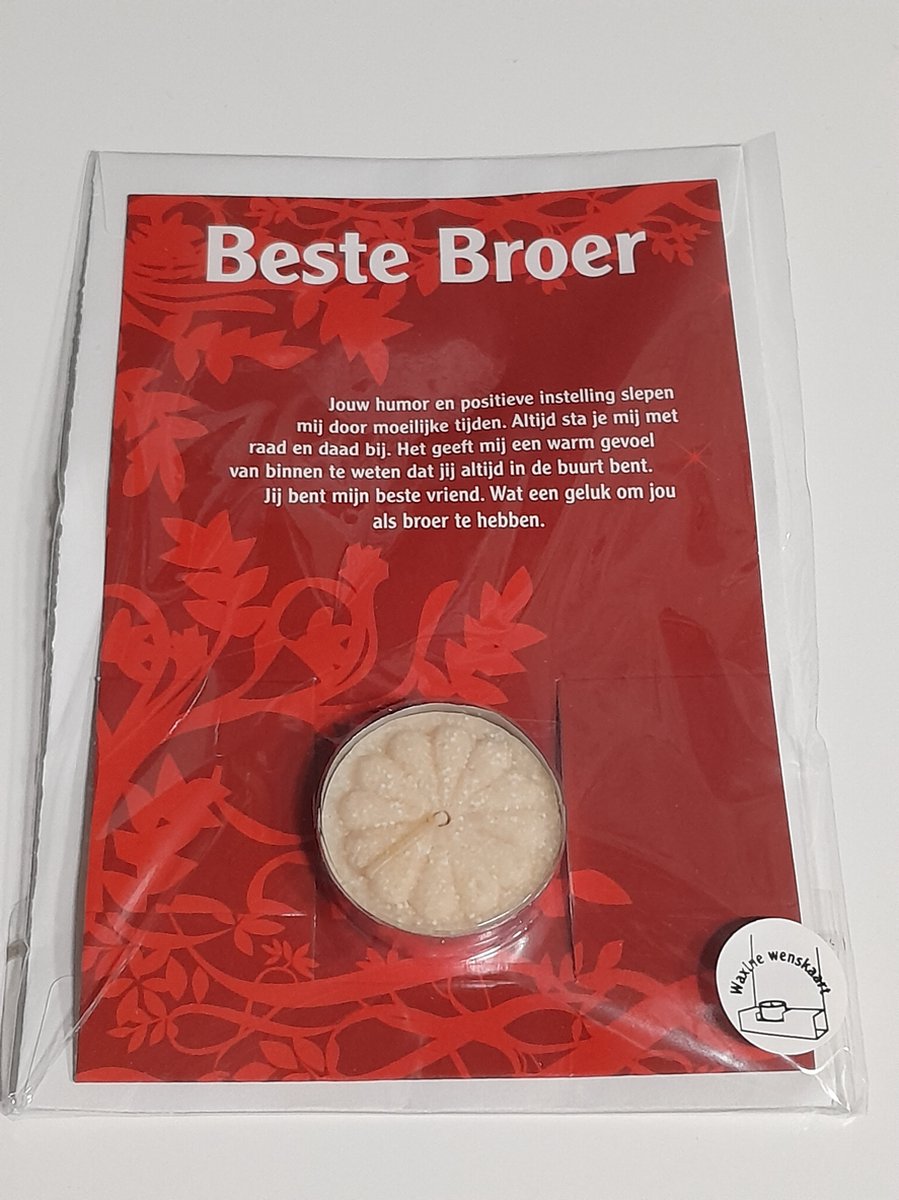 Beste Broer
Jouw humor en positieve instelling slepen
mij door moeilijke tijden. Altijd sta je mij met
raad en daad bij. Het geeft mij een warm gevoel
van binnen te weten dat jij altijd in de buurt bent.
Jij bent mijn beste vriend. Wat een geluk om jou
als broer te hebben.
Waxine wenskaart